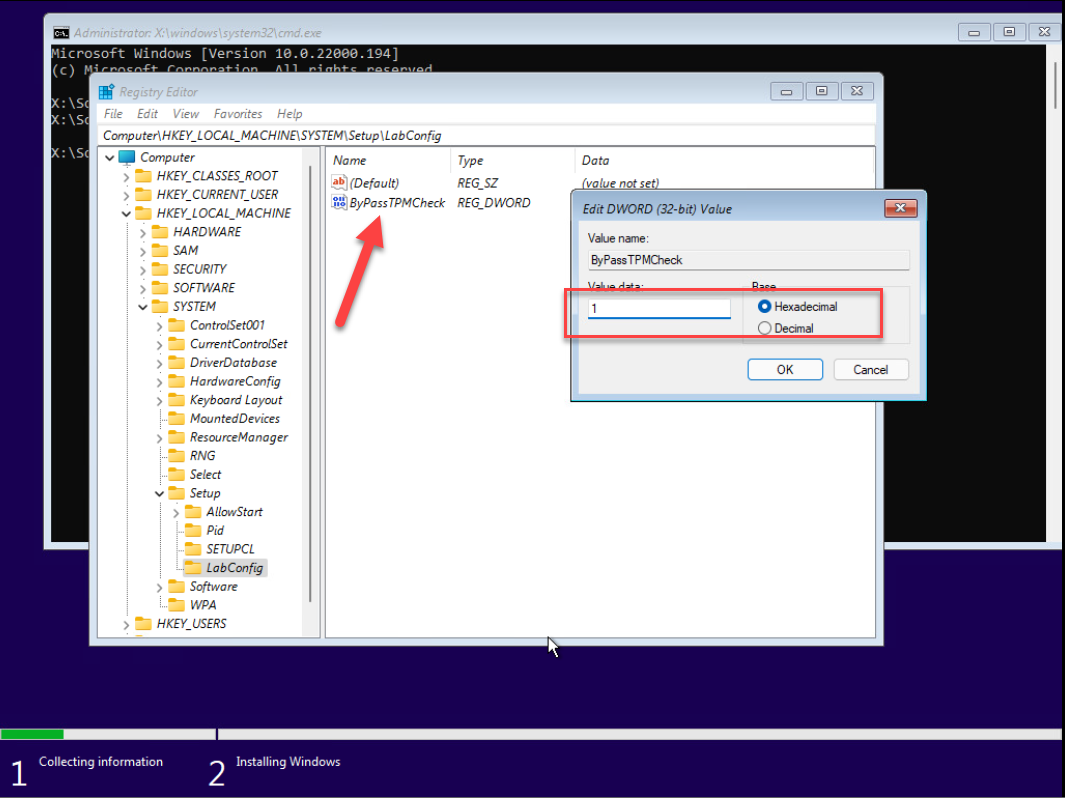 Administrator: X:\windows\system32\cmd.exe
Microsoft Windows [Version 10.0.22000.194]
(c) Microsoft Corporation. All rights reserved.
Registry Editor
X:\So
File Edit View Favorites Help
X:\So
Computer\HKEY_LOCAL_MACHINE\SYSTEM\Setup\LabConfig
X:\So
Computer
HKEY_CLASSES_ROOT
HKEY_CURRENT_USER
HKEY_LOCAL_MACHINE
HARDWARE
SAM
SECURITY
SOFTWARE
SYSTEM
ControlSet001
CurrentControlSet
DriverDatabase
HardwareConfig
Keyboard Layout
MountedDevices
ResourceManager
RNG
Select
Setup
AllowStart
Pid
SETUPCL
LabConfig
Software
WPA
HKEY_USERS
Name Type Data
ab (Default) REG_SZ (value not set)
ByPassTPMCheck REG_DWORD
Edit DWORD (32-bit) Value
Value name:
ByPassTPMCheck
Value data: Base
1 Hexadecimal
Decimal
OK Cancel
1 Collecting information 2 Installing Windows